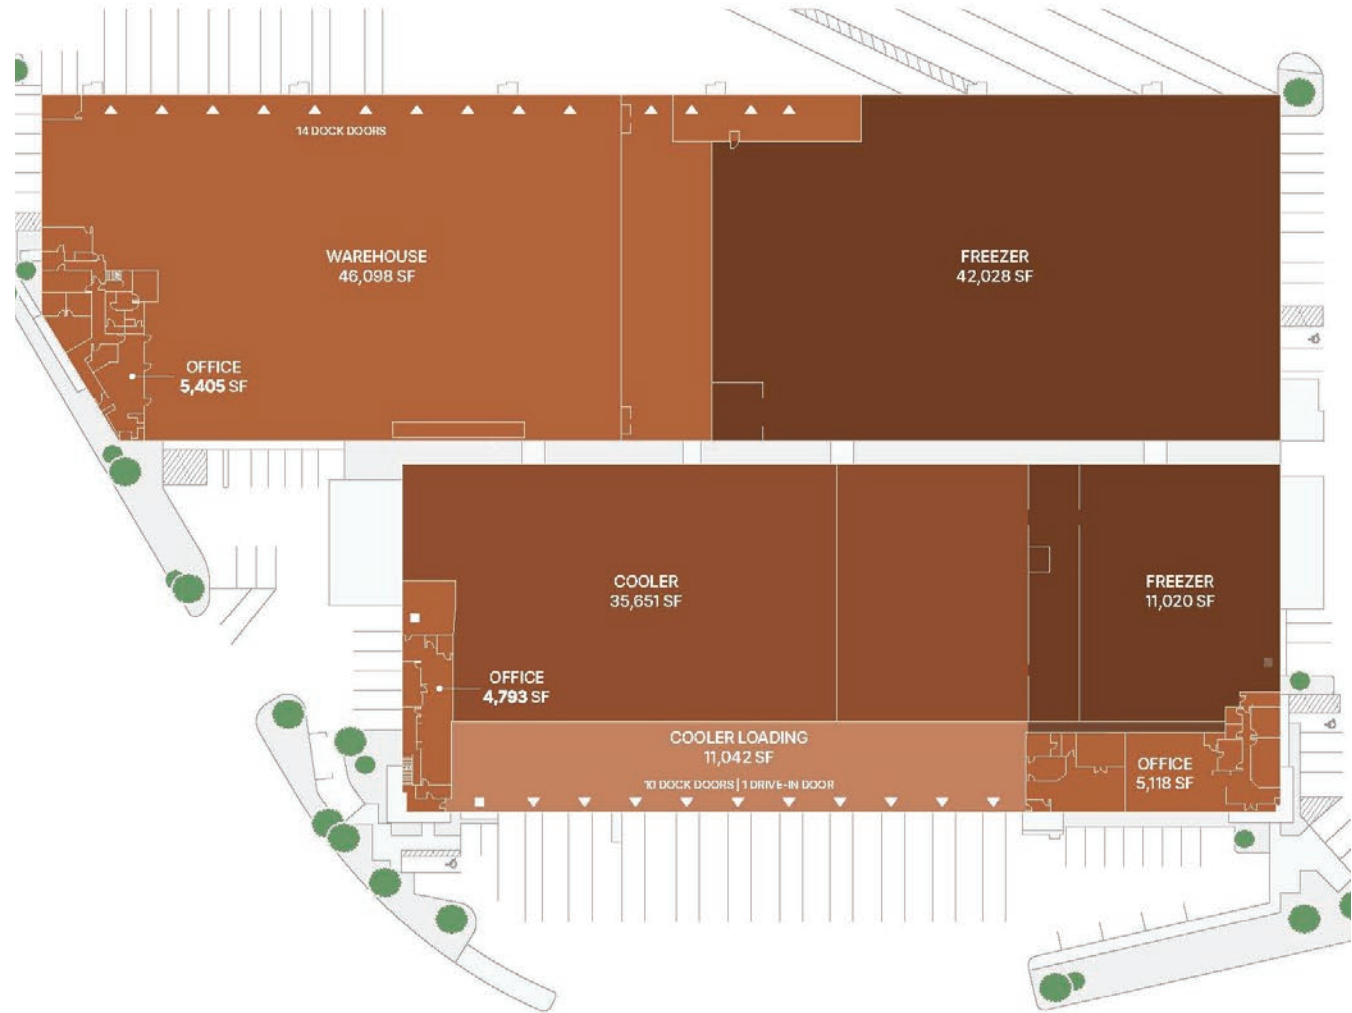 14 DOCK DOORS
WAREHOUSE
46,098 SF
FREEZER
42,028 SF
OFFICE
5,405 SF
COOLER
35,651 SF
FREEZER
11,020 SF
OFFICE
4,793 SF
COOLER LOADING
11,042 SF
10 DOCK DOORS | 1 DRIVE-IN DOOR
OFFICE
5,118 SF